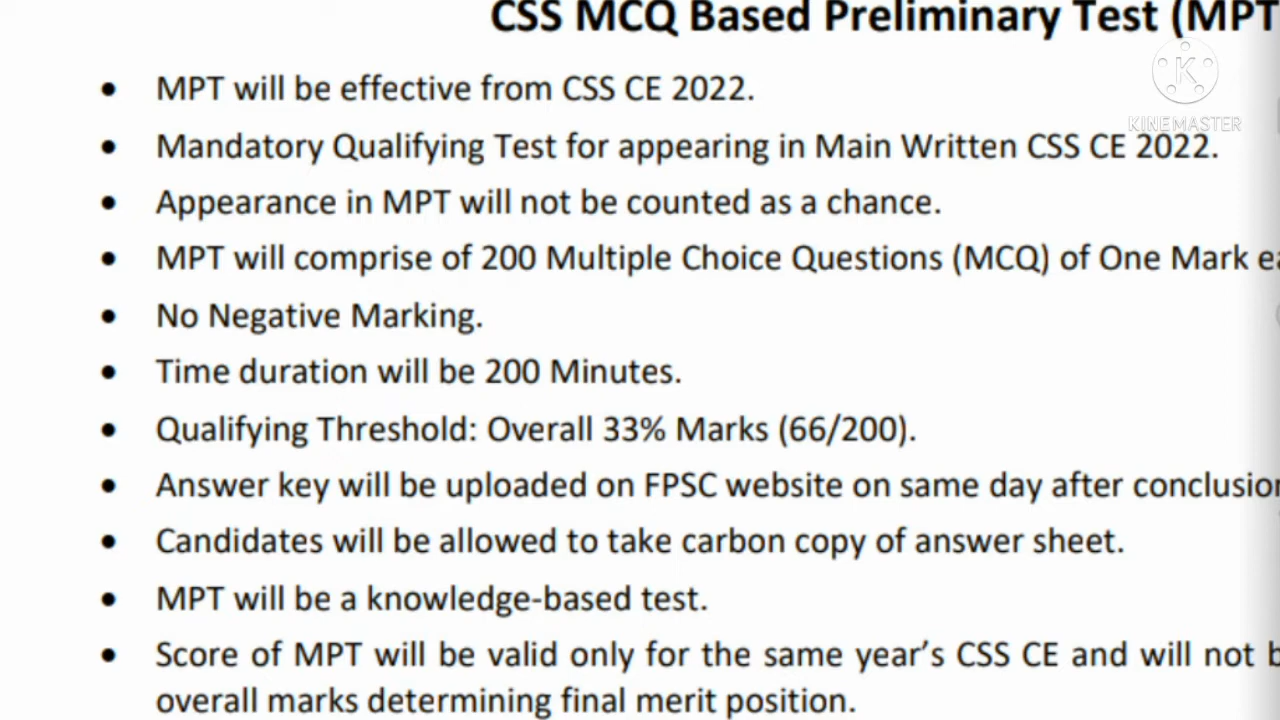 CSS MCQ Based Preliminary Test (MPT
KINEMASTER
• MPT will be effective from CSS CE 2022.
• Mandatory Qualifying Test for appearing in Main Written CSS CE 2022.
• Appearance in MPT will not be counted as a chance.
• MPT will comprise of 200 Multiple Choice Questions (MCQ) of One Mark
• No Negative Marking.
• Time duration will be 200 Minutes.
• Qualifying Threshold: Overall 33% Marks (66/200).
• Answer key will be uploaded on FPSC website on same day after
• Candidates will be allowed to take carbon copy of answer sheet.
• MPT will be a knowledge-based test.
• Score of MPT will be valid only for the same year’s CSS CE and will not
overall marks determining final merit position.